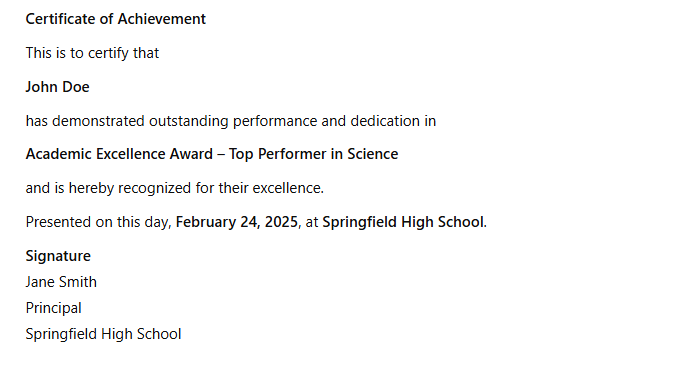 Certificate of Achievement
This is to certify that
John Doe
has demonstrated outstanding performance and dedication in
Academic Excellence Award – Top Performer in Science
and is hereby recognized for their excellence.
Presented on this day, February 24, 2025, at Springfield High School.
Signature
Jane Smith
Principal
Springfield High School